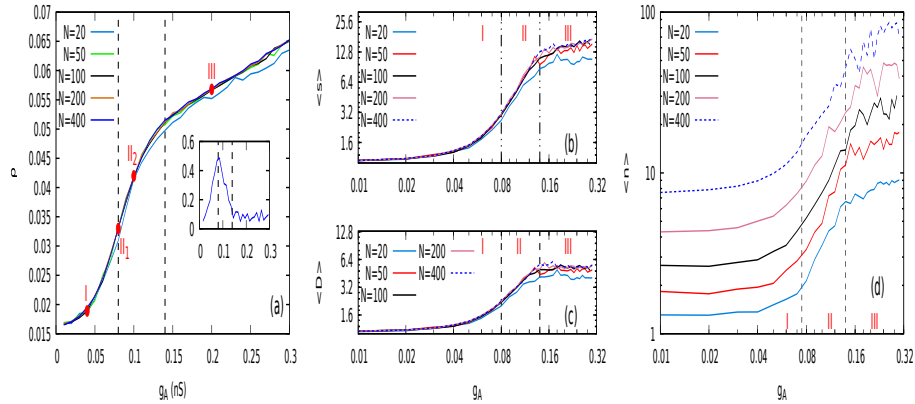 0.07
0.065
0.06
0.055
0.05
0.045
0.04
0.035
0.03
0.025
0.02
0.015
0
0.05
0.1
0.15
0.2
0.25
0.3
g_A (nS)
N=20
N=50
N=100
N=200
N=400
I
II_1
II_2
III
(a)
0.6
0.4
0.2
0
0
0.1
0.2
0.3
<s>
25.6
12.8
6.4
3.2
1.6
0.01
0.02
0.04
0.08
0.16
0.32
N=20
N=50
N=100
N=200
N=400
I
II
III
(b)
<D>
12.8
6.4
3.2
1.6
0.01
0.02
0.04
0.08
0.16
0.32
g_A
N=20
N=50
N=100
N=200
N=400
I
II
III
(c)
<n>
100
10
1
0.01
0.02
0.04
0.08
0.16
0.32
g_A
N=20
N=50
N=100
N=200
N=400
I
II
III
(d)